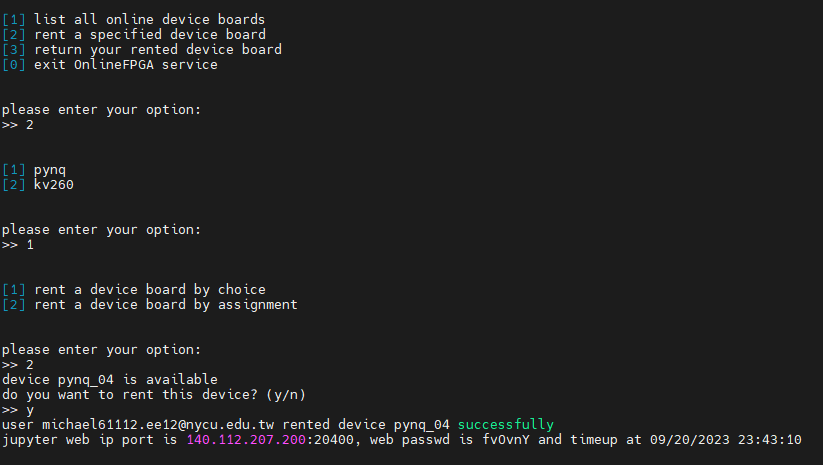 [1] list all online device boards
[2] rent a specified device board
[3] return your rented device board
[0] exit OnlineFPGA service
please enter your option:
>> 2
[1] pynq
[2] kv260
please enter your option:
>> 1
[1] rent a device board by choice
[2] rent a device board by assignment
please enter your option:
>> 2
device pynq_04 is available
do you want to rent this device? (y/n)
>> y
user michael61112.ee12@nycu.edu.tw rented device pynq_04 successfully
jupyter web ip port is 140.112.207.200:20400, web passwd is fvOvnY and timeup at 09/20/2023 23:43:10